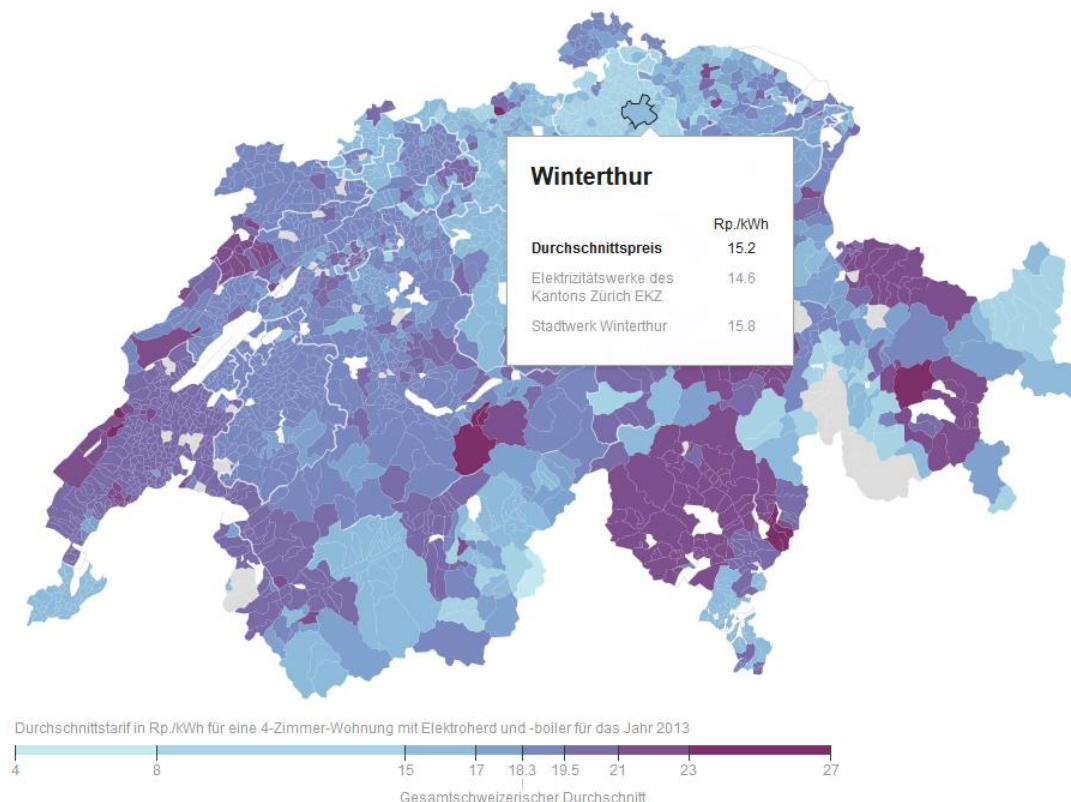 Winterthur
Rp./kWh
Durchschnittspreis 15.2
Elektrizitätswerke des 14.6
Kantons Zürich EKZ
Stadtwerk Winterthur 15.8
Durchschnittstarif in Rp./kWh für eine 4-Zimmer-Wohnung mit Elektroherd und -boiler für das Jahr 2013
4 8 15 17 18.3 19.5 21 23 27
Gesamtschweizerischer Durchschnitt